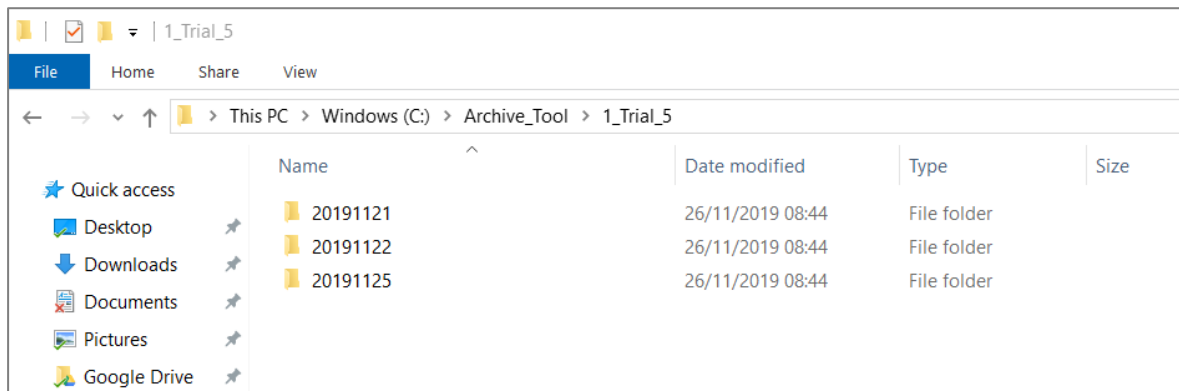 1_Trial_5
File Home Share View
This PC > Windows (C:) > Archive_Tool > 1_Trial_5
Name Date modified Type Size
Quick access
Desktop
Downloads
Documents
Pictures
Google Drive
20191121 26/11/2019 08:44 File folder
20191122 26/11/2019 08:44 File folder
20191125 26/11/2019 08:44 File folder